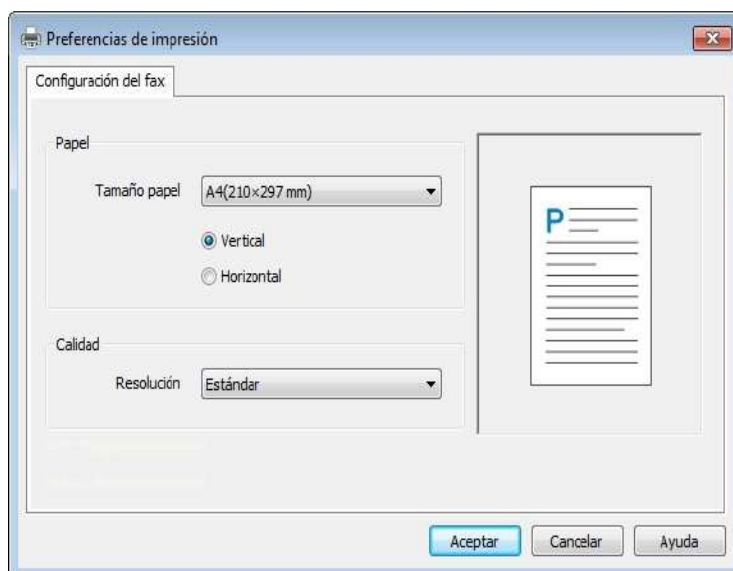 Preferencias de impresión
Configuración del fax
Papel
Tamaño papel A4(210×297 mm)
Vertical
Horizontal
P
Calidad
Resolución Estándar
Aceptar Cancelar Ayuda